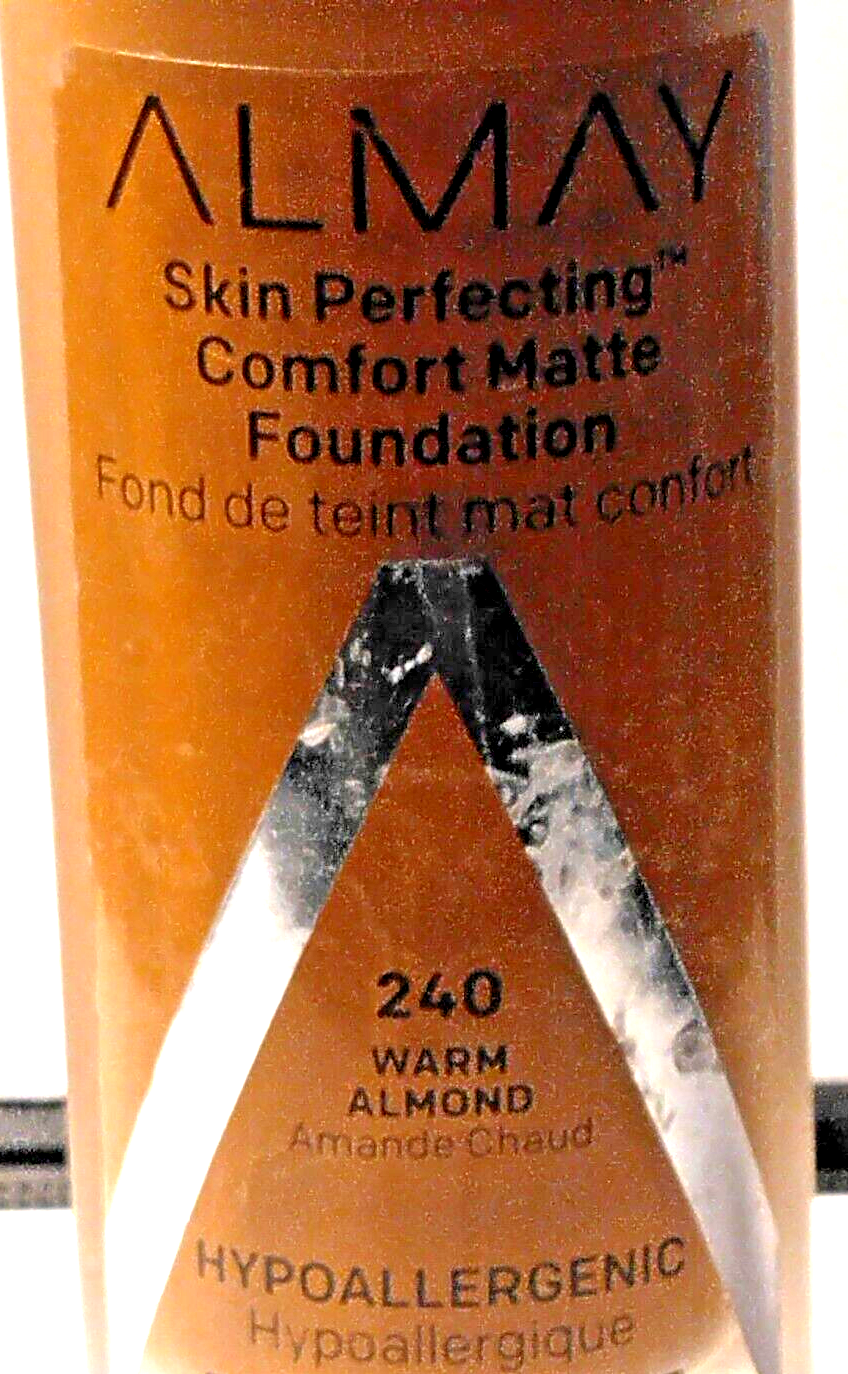 ALMAY
Skin Perfecting™
Comfort Matte
Foundation
Fond de teint mat confort
240
WARM
ALMOND
Amande Chaud
HYPOALLERGENIC
Hypoallergique